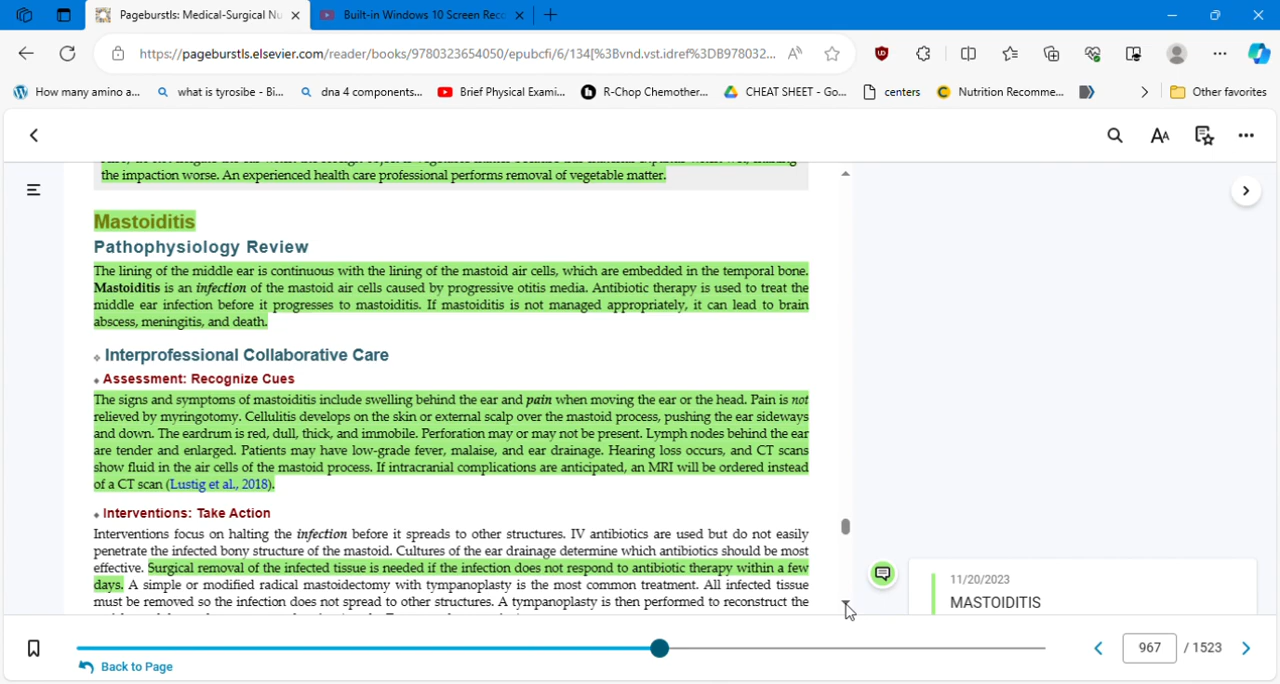 Pageburstls: Medical-Surgical Nu
Built-in Windows 10 Screen Reco
https://pageburstls.elsevier.com/reader/books/9780323654050/epubcfi/6/134[%3Bvnd.vst.idref%3DB978032...
How many amino a...
what is tyrosibe - Bi...
dna 4 components...
Brief Physical Exami...
R-Chop Chemother...
CHEAT SHEET - Go...
centers
Nutrition Recomme...
Other favorites
the impaction worse. An experienced health care professional performs removal of vegetable matter.
Mastoiditis
Pathophysiology Review
The lining of the middle ear is continuous with the lining of the mastoid air cells, which are embedded in the temporal bone.
Mastoiditis is an infection of the mastoid air cells caused by progressive otitis media. Antibiotic therapy is used to treat the
middle ear infection before it progresses to mastoiditis. If mastoiditis is not managed appropriately, it can lead to brain
abscess, meningitis, and death.
Interprofessional Collaborative Care
Assessment: Recognize Cues
The signs and symptoms of mastoiditis include swelling behind the ear and pain when moving the ear or the head. Pain is not
relieved by myringotomy. Cellulitis develops on the skin or external scalp over the mastoid process, pushing the ear sideways
and down. The eardrum is red, dull, thick, and immobile. Perforation may or may not be present. Lymph nodes behind the ear
are tender and enlarged. Patients may have low-grade fever, malaise, and ear drainage. Hearing loss occurs, and CT scans
show fluid in the air cells of the mastoid process. If intracranial complications are anticipated, an MRI will be ordered instead
of a CT scan (Lustig et al., 2018).
Interventions: Take Action
Interventions focus on halting the infection before it spreads to other structures. IV antibiotics are used but do not easily
penetrate the infected bony structure of the mastoid. Cultures of the ear drainage determine which antibiotics should be most
effective. Surgical removal of the infected tissue is needed if the infection does not respond to antibiotic therapy within a few
days. A simple or modified radical mastoidectomy with tympanoplasty is the most common treatment. All infected tissue
must be removed so the infection does not spread to other structures. A tympanoplasty is then performed to reconstruct the
11/20/2023
MASTOIDITIS
Back to Page
967 / 1523